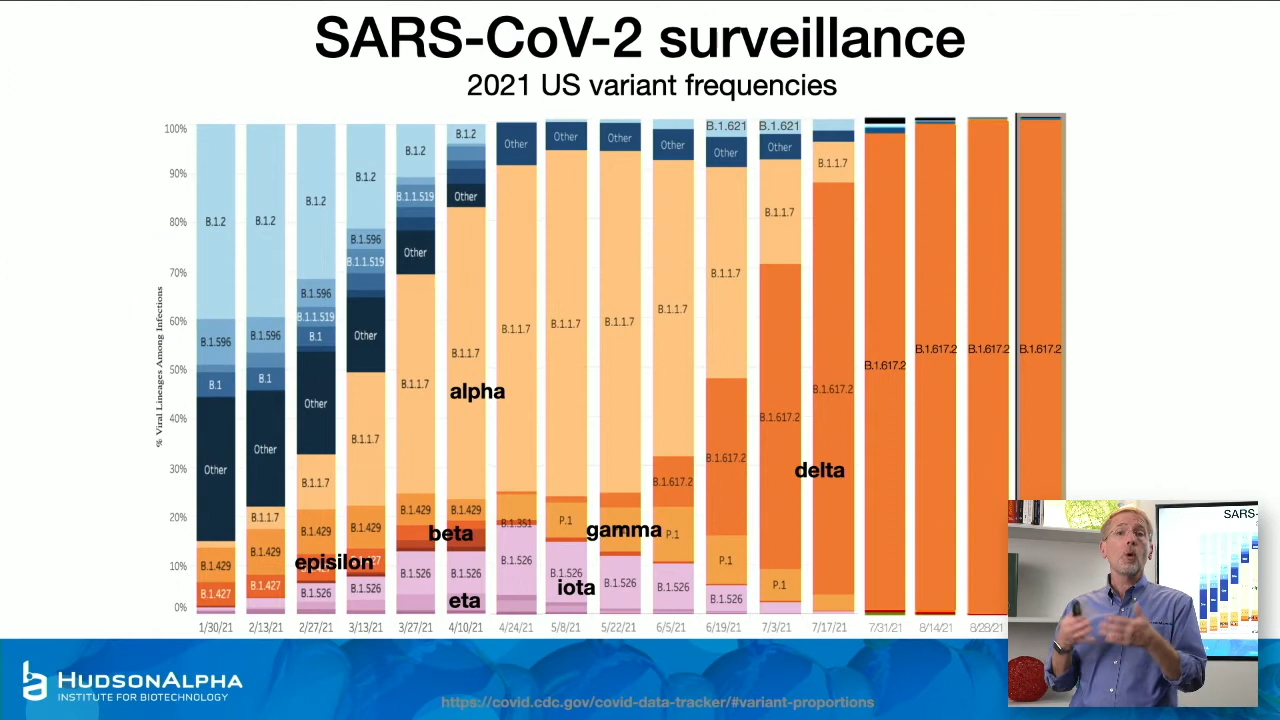 SARS-CoV-2 surveillance
2021 US variant frequencies
% Viral Lineages Among Infections
100%
90%
80%
70%
60%
50%
40%
30%
20%
10%
0%
B.1.2
B.1.596
B.1
Other
B.1.429
B.1.427
B.1.2
B.1.596
B.1
Other
B.1.1.7
B.1.429
B.1.427
B.1.2
B.1.596
B.1.1.519
B.1
Other
B.1.1.7
B.1.429
B.1.526
B.1.2
B.1.596
B.1.1.519
Other
B.1.1.7
B.1.429
B.1.526
B.1.2
B.1.1.519
Other
B.1.1.7
B.1.429
B.1.526
B.1.2
Other
B.1.1.7
B.1.429
B.1.526
Other
B.1.1.7
B.1.351
B.1.526
Other
B.1.1.7
P.1
B.1.526
Other
B.1.1.7
B.1.526
Other
B.1.1.7
B.1.617.2
P.1
B.1.526
B.1.621
Other
B.1.1.7
B.1.617.2
P.1
B.1.526
B.1.621
Other
B.1.1.7
B.1.617.2
P.1
B.1.1.7
B.1.617.2
B.1.617.2
B.1.617.2
B.1.617.2
B.1.617.2
alpha
delta
beta
gamma
episilon
iota
eta
1/30/21
2/13/21
2/27/21
3/13/21
3/27/21
4/10/21
4/24/21
5/8/21
5/22/21
6/5/21
6/19/21
7/3/21
7/17/21
7/31/21
8/14/21
8/28/21
SARS-
HUDSONALPHA
INSTITUTE FOR BIOTECHNOLOGY
https://covid.cdc.gov/covid-data-tracker/#variant-proportions